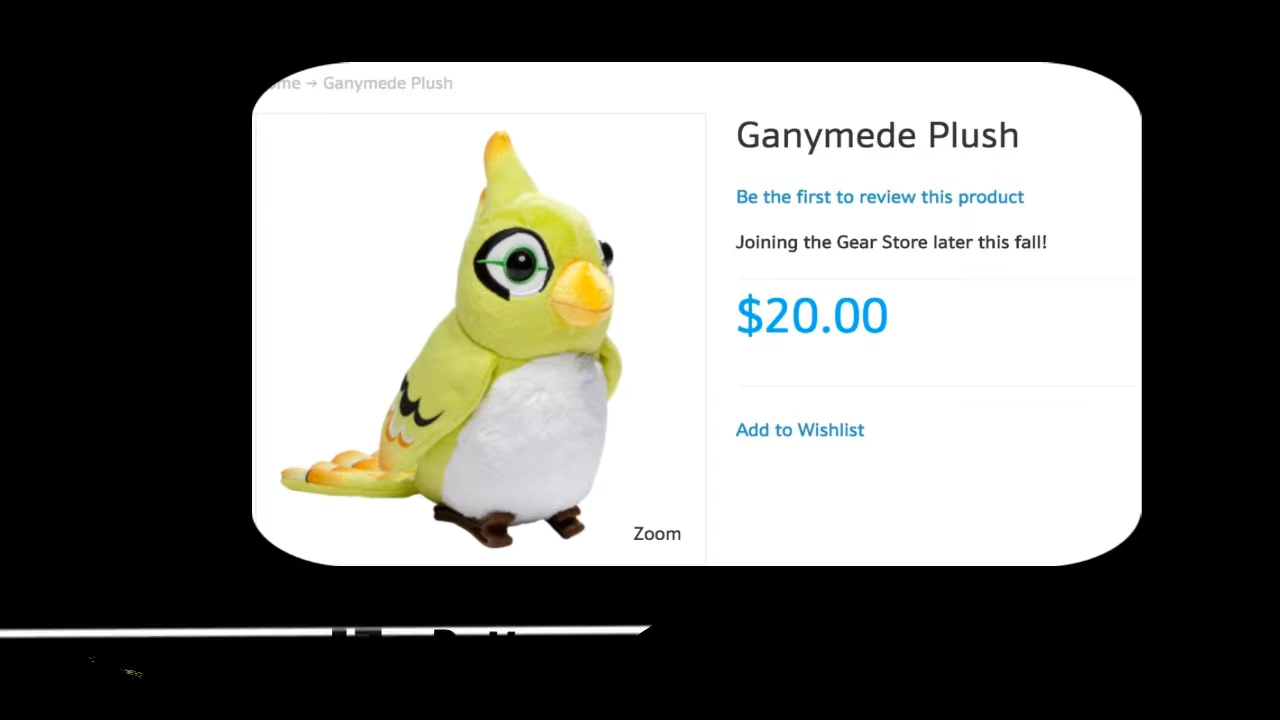 Ganymede Plush
Ganymede Plush
Be the first to review this product
Joining the Gear Store later this fall!
$20.00
Add to Wishlist
Zoom